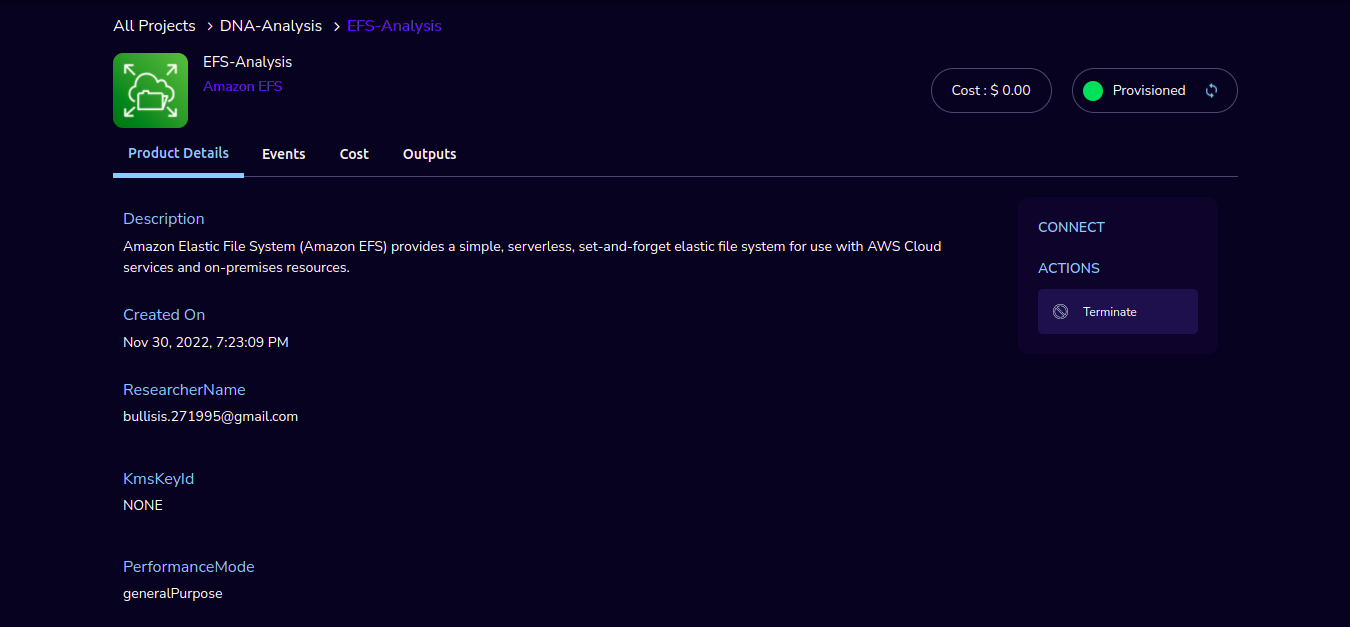 All Projects > DNA-Analysis > EFS-Analysis
EFS-Analysis
Amazon EFS
Cost : $ 0.00
Provisioned
Product Details
Events
Cost
Outputs
Description
Amazon Elastic File System (Amazon EFS) provides a simple, serverless, set-and-forget elastic file system for use with AWS Cloud
services and on-premises resources.
Created On
Nov 30, 2022, 7:23:09 PM
ResearcherName
bullisis.271995@gmail.com
KmsKeyId
NONE
PerformanceMode
generalPurpose
CONNECT
ACTIONS
Terminate